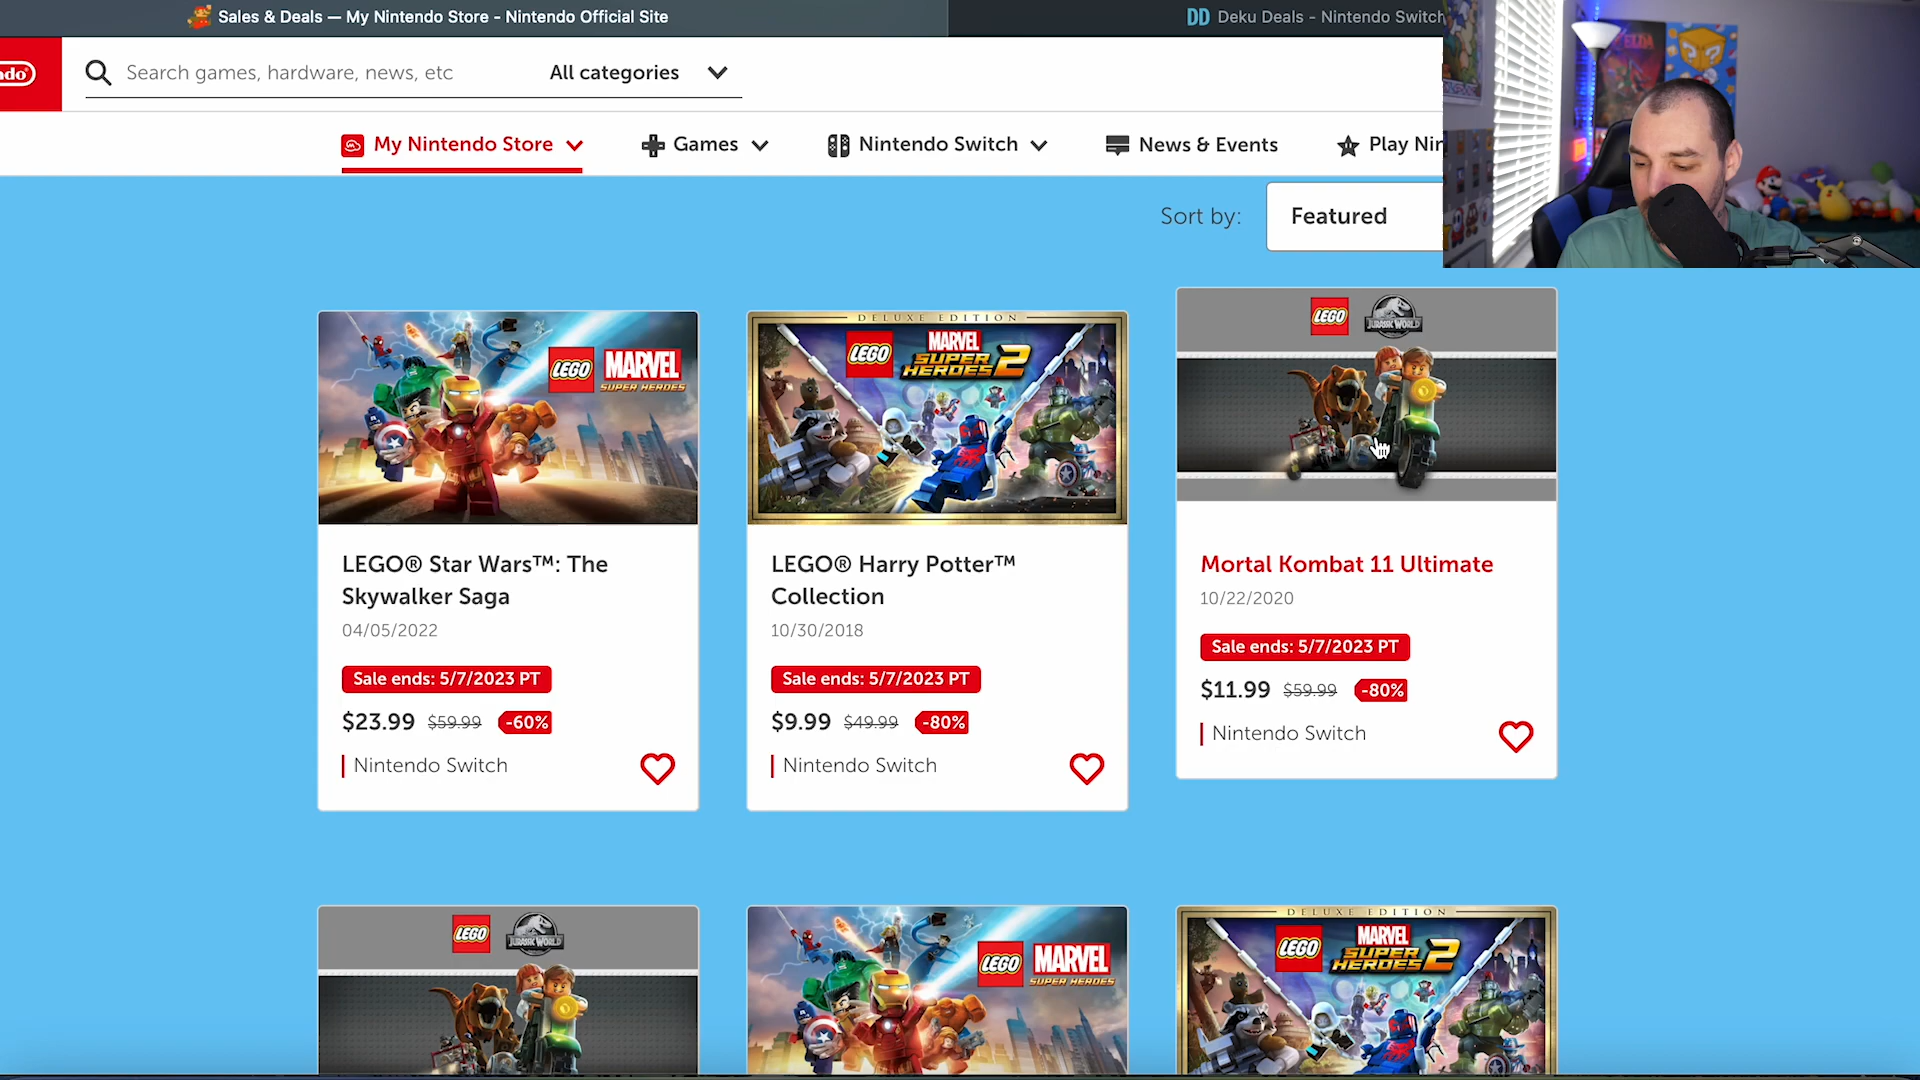 Sales & Deals — My Nintendo Store - Nintendo Official Site
DD Deku Deals - Nintendo Switch
Search games, hardware, news, etc
All categories
My Nintendo Store
Games
Nintendo Switch
News & Events
Play Nin
Sort by:
Featured
LEGO MARVEL SUPER HEROES
DELUXE EDITION
LEGO MARVEL SUPER HEROES 2
LEGO JURASSIC WORLD
LEGO® Star Wars™: The
Skywalker Saga
04/05/2022
Sale ends: 5/7/2023 PT
$23.99 $59.99 -60%
Nintendo Switch
LEGO® Harry Potter™
Collection
10/30/2018
Sale ends: 5/7/2023 PT
$9.99 $49.99 -80%
Nintendo Switch
Mortal Kombat 11 Ultimate
10/22/2020
Sale ends: 5/7/2023 PT
$11.99 $59.99 -80%
Nintendo Switch
LEGO JURASSIC WORLD
LEGO MARVEL SUPER HEROES
DELUXE EDITION
LEGO MARVEL SUPER HEROES 2